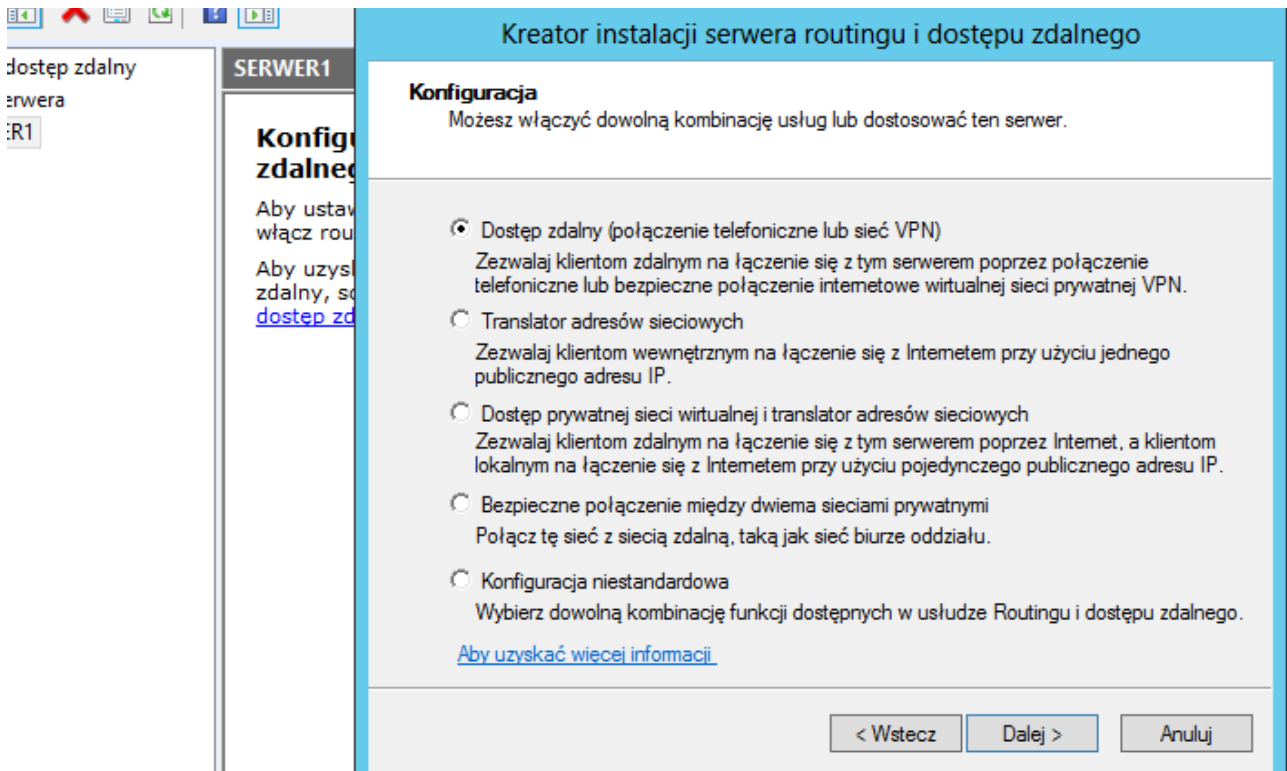 Kreator instalacji serwera routingu i dostępu zdalnego
dostęp zdalny
erwera
ER1
SERWER1
Konfigu
zdalneg
Aby ustaw
włącz rou
Aby uzysk
zdalny, so
dostęp zd
Konfiguracja
Możesz włączyć dowolną kombinację usług lub dostosować ten serwer.
Dostęp zdalny (połączenie telefoniczne lub sieć VPN)
Zezwalaj klientom zdalnym na łączenie się z tym serwerem poprzez połączenie
telefoniczne lub bezpieczne połączenie internetowe wirtualnej sieci prywatnej VPN.
Translator adresów sieciowych
Zezwalaj klientom wewnętrznym na łączenie się z Internetem przy użyciu jednego
publicznego adresu IP.
Dostęp prywatnej sieci wirtualnej i translator adresów sieciowych
Zezwalaj klientom zdalnym na łączenie się z tym serwerem poprzez Internet, a klientom
lokalnym na łączenie się z Internetem przy użyciu pojedynczego publicznego adresu IP.
Bezpieczne połączenie między dwiema sieciami prywatnymi
Połącz tę sieć z siecią zdalną, taką jak sieć biurze oddziału.
Konfiguracja niestandardowa
Wybierz dowolną kombinację funkcji dostępnych w usłudze Routingu i dostępu zdalnego.
Aby uzyskać więcej informacji
< Wstecz
Dalej >
Anuluj